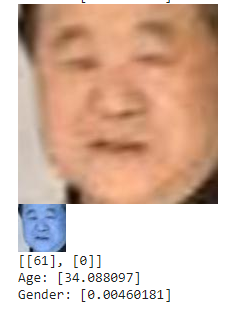 [[61], [0]]
Age: [34.088097]
Gender: [0.00460181]